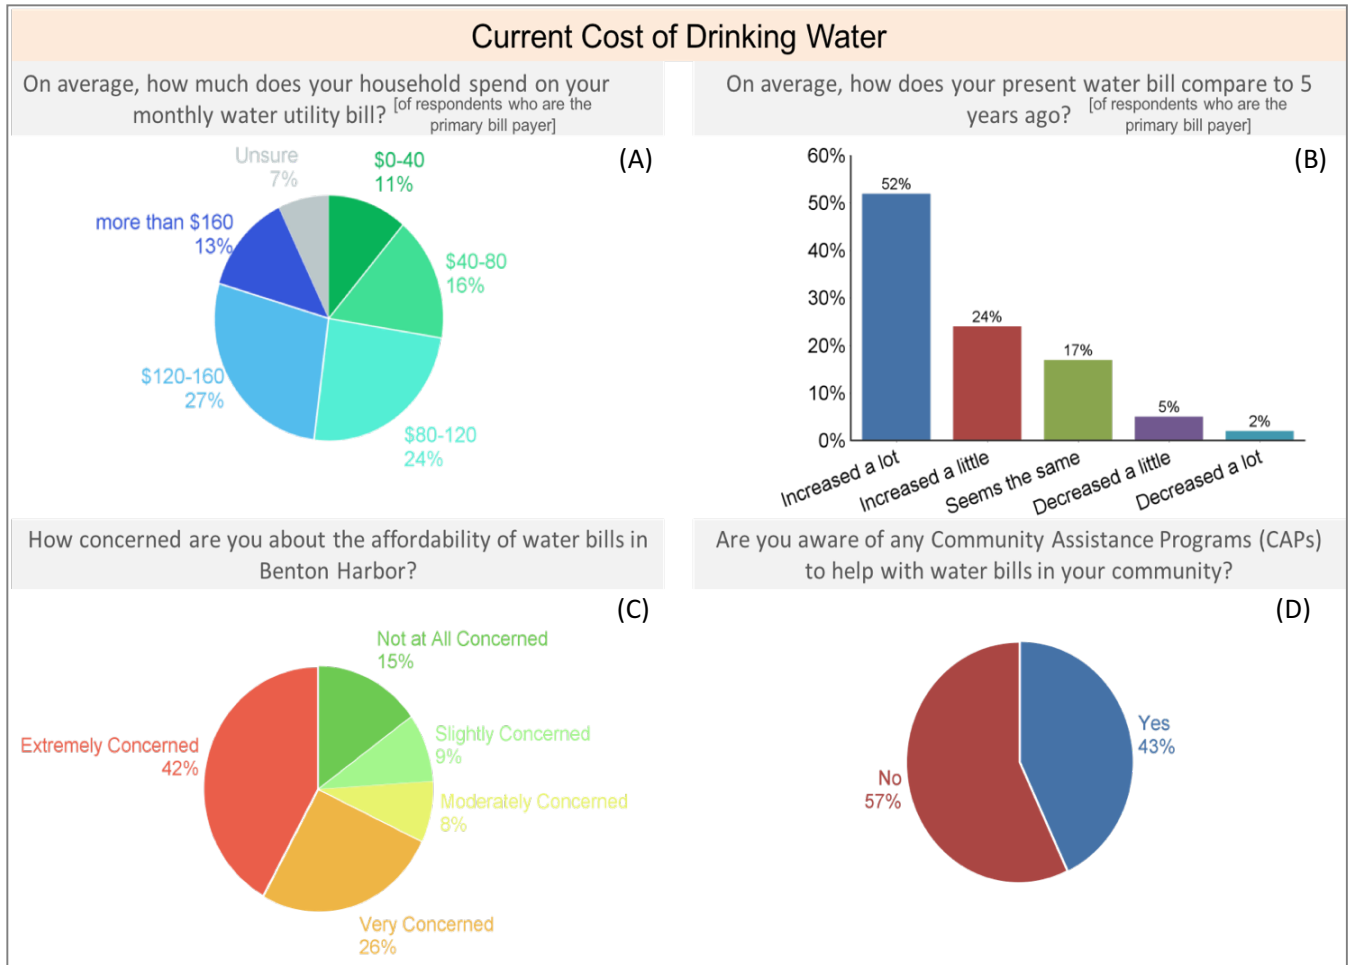 Current Cost of Drinking Water
On average, how much does your household spend on your
monthly water utility bill? [of respondents who are the
primary bill payer]
(A)
Unsure
7%
$0-40
11%
more than $160
13%
$40-80
16%
$120-160
27%
$80-120
24%
On average, how does your present water bill compare to 5
years ago? [of respondents who are the
primary bill payer]
(B)
60%
50%
40%
30%
20%
10%
0%
52%
24%
17%
5%
2%
Increased a lot
Increased a little
Seems the same
Decreased a little
Decreased a lot
How concerned are you about the affordability of water bills in
Benton Harbor?
(C)
Not at All Concerned
15%
Slightly Concerned
9%
Extremely Concerned
42%
Moderately Concerned
8%
Very Concerned
26%
Are you aware of any Community Assistance Programs (CAPs)
to help with water bills in your community?
(D)
Yes
43%
No
57%